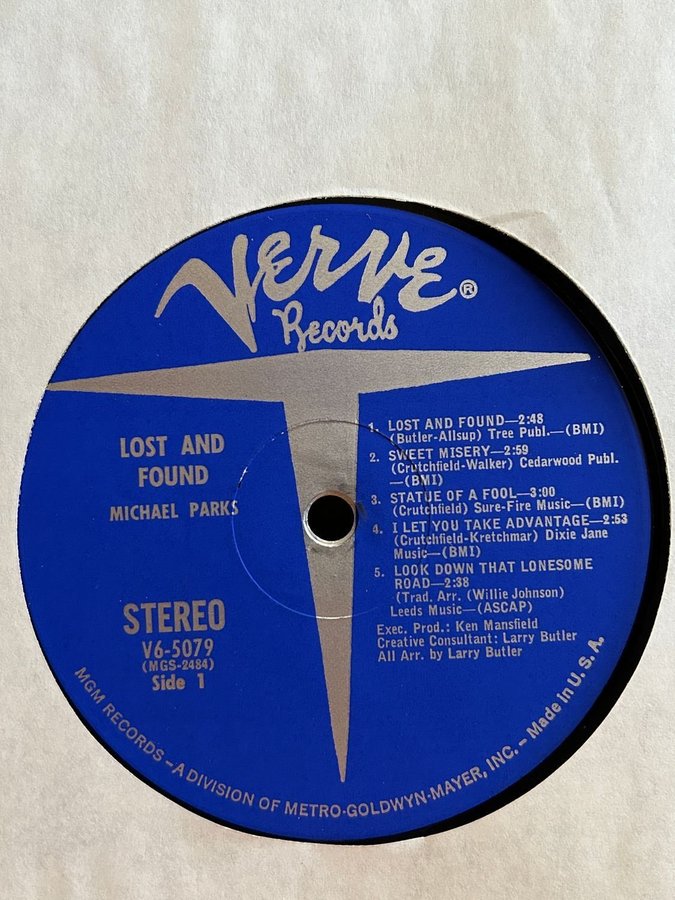 Verve ®
Records
LOST AND
FOUND
MICHAEL PARKS
STEREO
V6-5079
(MGS-2484)
Side 1
1. LOST AND FOUND—2:48
(Butler-Allsup) Tree Publ.—(BMI)
2. SWEET MISERY—2:59
(Crutchfield-Walker) Cedarwood Publ.
—(BMI)
3. STATUE OF A FOOL—3:00
(Crutchfield) Sure-Fire Music—(BMI)
4. I LET YOU TAKE ADVANTAGE—2:53
(Crutchfield-Kretchmar) Dixie Jane
Music—(BMI)
5. LOOK DOWN THAT LONESOME
ROAD—2:38
(Trad. Arr. (Willie Johnson)
Leeds Music—(ASCAP)
Exec. Prod.: Ken Mansfield
Creative Consultant: Larry Butler
All Arr. by Larry Butler
MGM RECORDS – A DIVISION OF METRO-GOLDWYN-MAYER, INC. – Made in U. S. A.